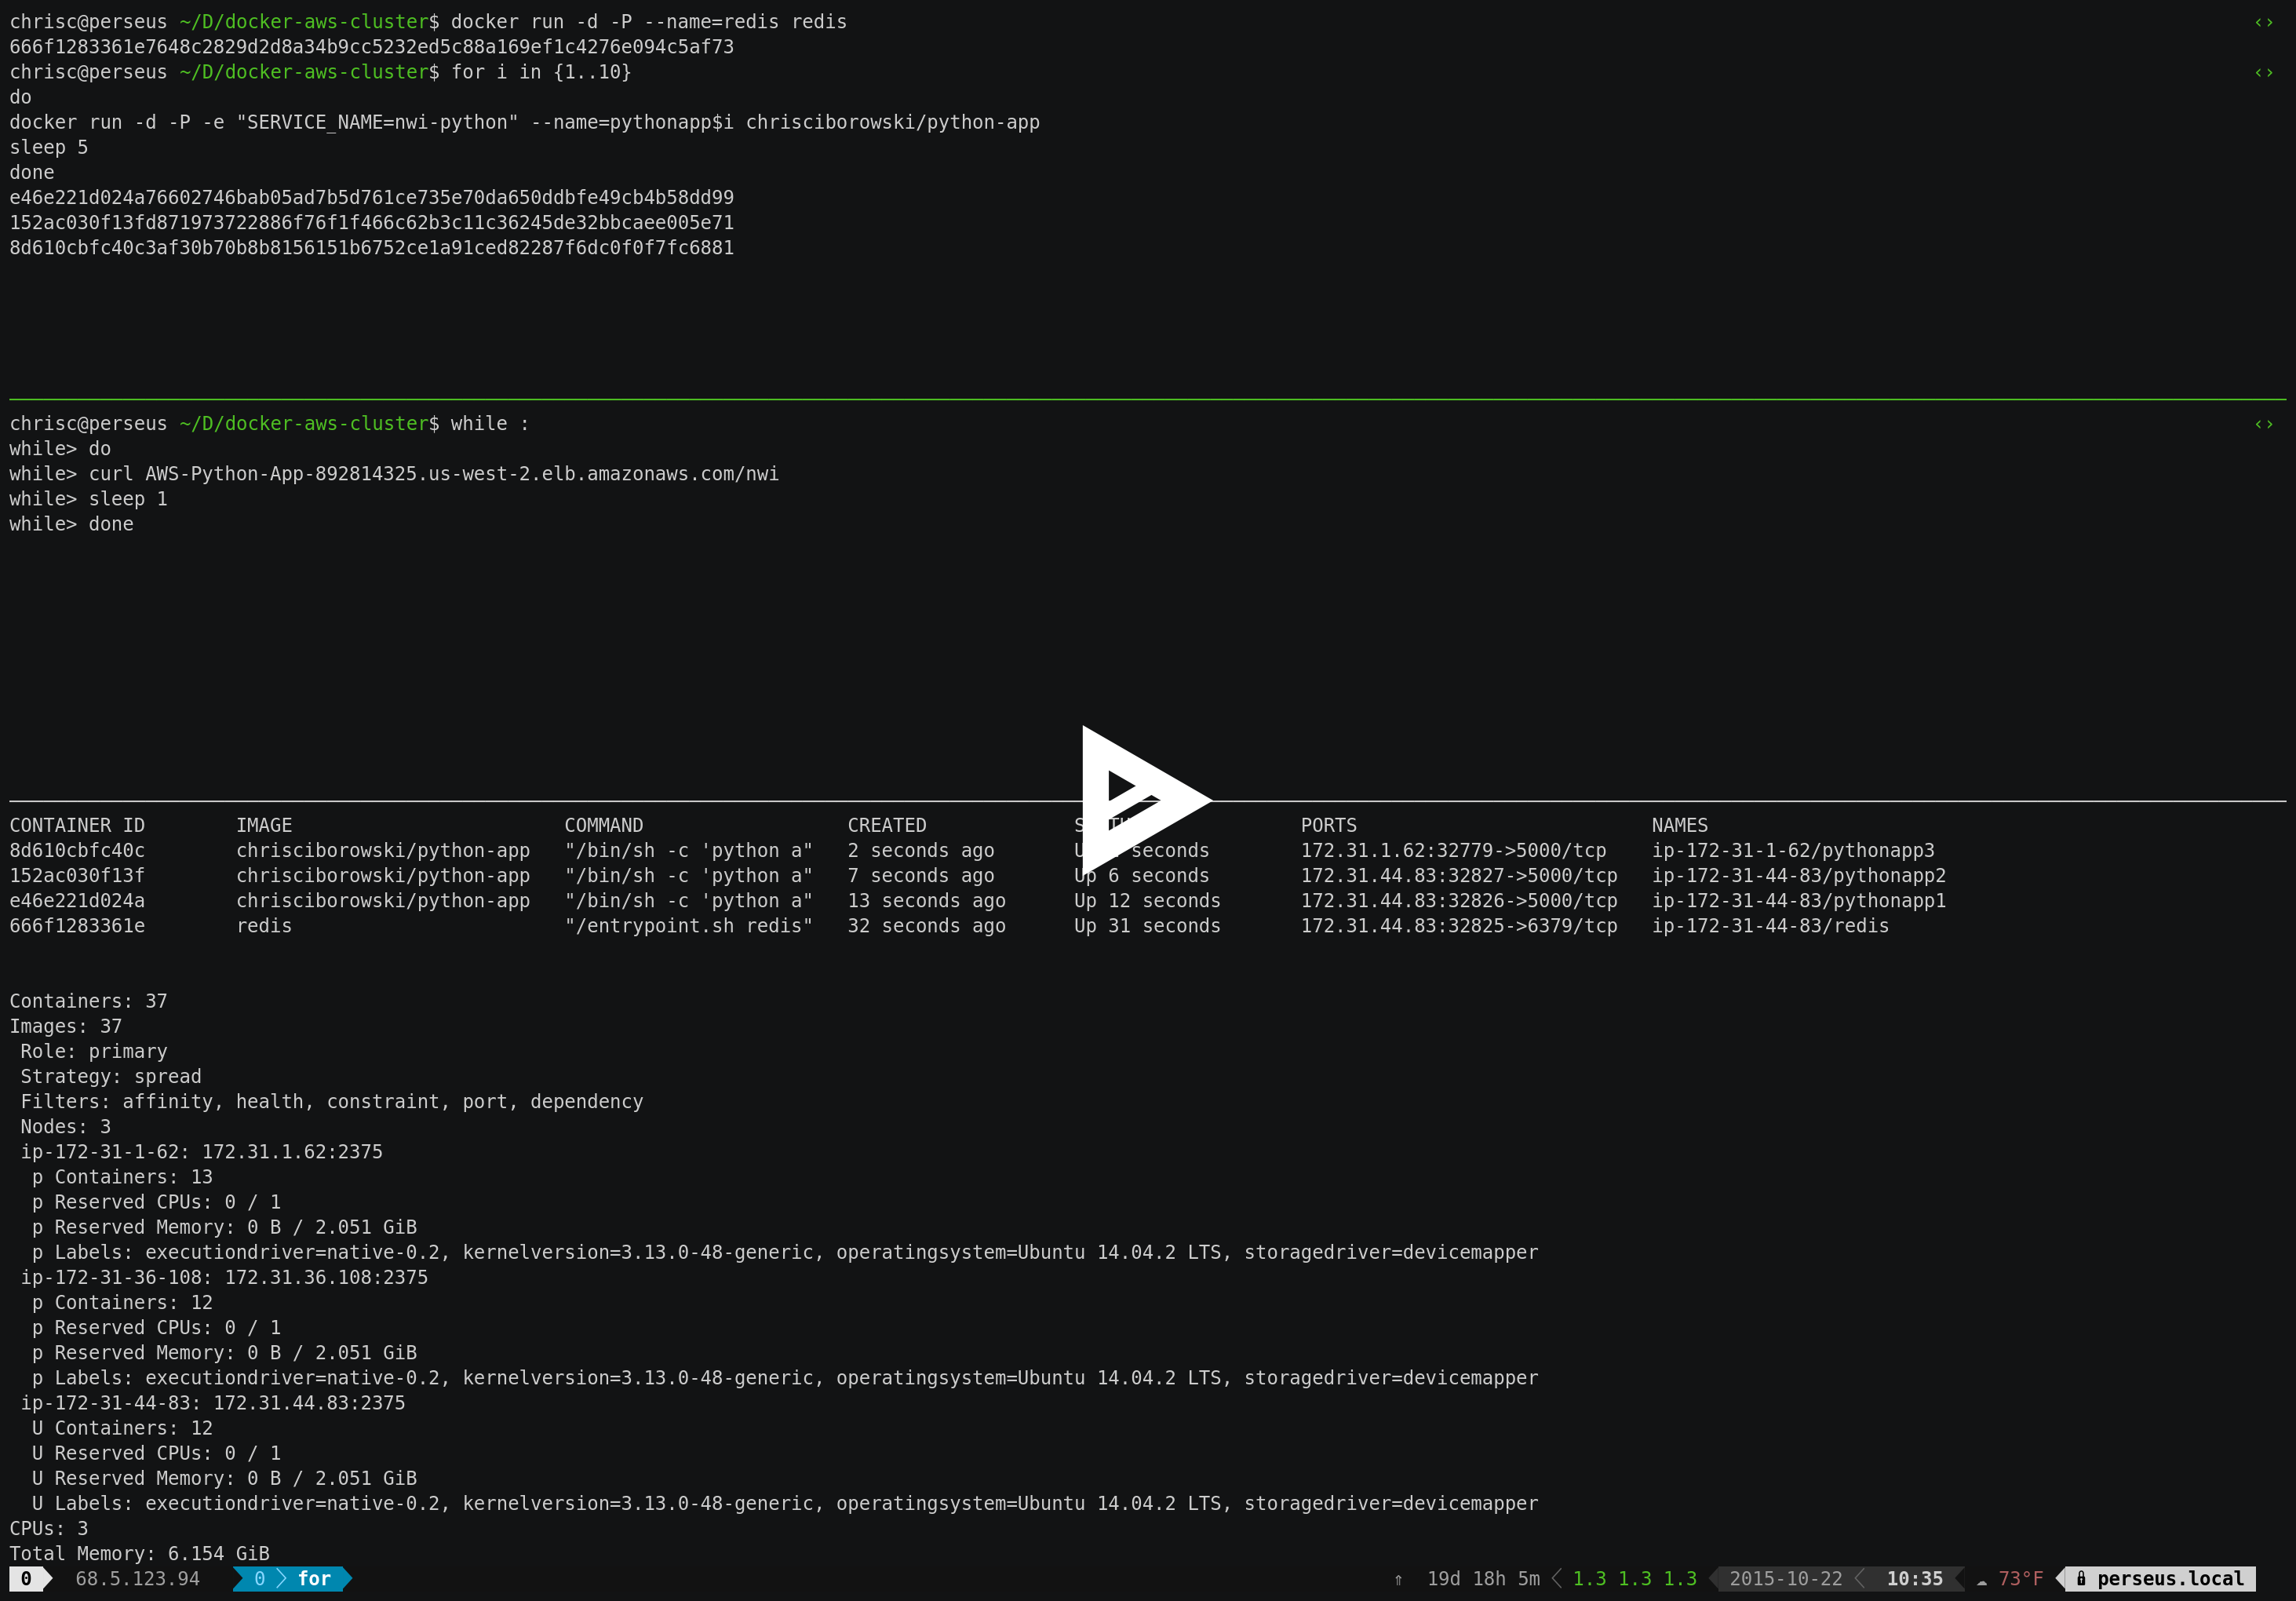 chrisc@perseus ~/D/docker-aws-cluster$ docker run -d -P --name=redis redis ‹›
666f1283361e7648c2829d2d8a34b9cc5232ed5c88a169ef1c4276e094c5af73
chrisc@perseus ~/D/docker-aws-cluster$ for i in {1..10} ‹›
do
docker run -d -P -e "SERVICE_NAME=nwi-python" --name=pythonapp$i chrisciborowski/python-app
sleep 5
done
e46e221d024a76602746bab05ad7b5d761ce735e70da650ddbfe49cb4b58dd99
152ac030f13fd871973722886f76f1f466c62b3c11c36245de32bbcaee005e71
8d610cbfc40c3af30b70b8b8156151b6752ce1a91ced82287f6dc0f0f7fc6881
chrisc@perseus ~/D/docker-aws-cluster$ while : ‹›
while> do
while> curl AWS-Python-App-892814325.us-west-2.elb.amazonaws.com/nwi
while> sleep 1
while> done
CONTAINER ID IMAGE COMMAND CREATED PORTS NAMES
8d610cbfc40c chrisciborowski/python-app "/bin/sh -c 'python a" 2 seconds ago seconds 172.31.1.62:32779->5000/tcp ip-172-31-1-62/pythonapp3
152ac030f13f chrisciborowski/python-app "/bin/sh -c 'python a" 7 seconds ago Up 6 seconds 172.31.44.83:32827->5000/tcp ip-172-31-44-83/pythonapp2
e46e221d024a chrisciborowski/python-app "/bin/sh -c 'python a" 13 seconds ago Up 12 seconds 172.31.44.83:32826->5000/tcp ip-172-31-44-83/pythonapp1
666f1283361e redis "/entrypoint.sh redis" 32 seconds ago Up 31 seconds 172.31.44.83:32825->6379/tcp ip-172-31-44-83/redis
Containers: 37
Images: 37
Role: primary
Strategy: spread
Filters: affinity, health, constraint, port, dependency
Nodes: 3
ip-172-31-1-62: 172.31.1.62:2375
p Containers: 13
p Reserved CPUs: 0 / 1
p Reserved Memory: 0 B / 2.051 GiB
p Labels: executiondriver=native-0.2, kernelversion=3.13.0-48-generic, operatingsystem=Ubuntu 14.04.2 LTS, storagedriver=devicemapper
ip-172-31-36-108: 172.31.36.108:2375
p Containers: 12
p Reserved CPUs: 0 / 1
p Reserved Memory: 0 B / 2.051 GiB
p Labels: executiondriver=native-0.2, kernelversion=3.13.0-48-generic, operatingsystem=Ubuntu 14.04.2 LTS, storagedriver=devicemapper
ip-172-31-44-83: 172.31.44.83:2375
U Containers: 12
U Reserved CPUs: 0 / 1
U Reserved Memory: 0 B / 2.051 GiB
U Labels: executiondriver=native-0.2, kernelversion=3.13.0-48-generic, operatingsystem=Ubuntu 14.04.2 LTS, storagedriver=devicemapper
CPUs: 3
Total Memory: 6.154 GiB
0 68.5.123.94 0 for ⇑ 19d 18h 5m 1.3 1.3 1.3 2015-10-22 10:35 ☁ 73°F perseus.local